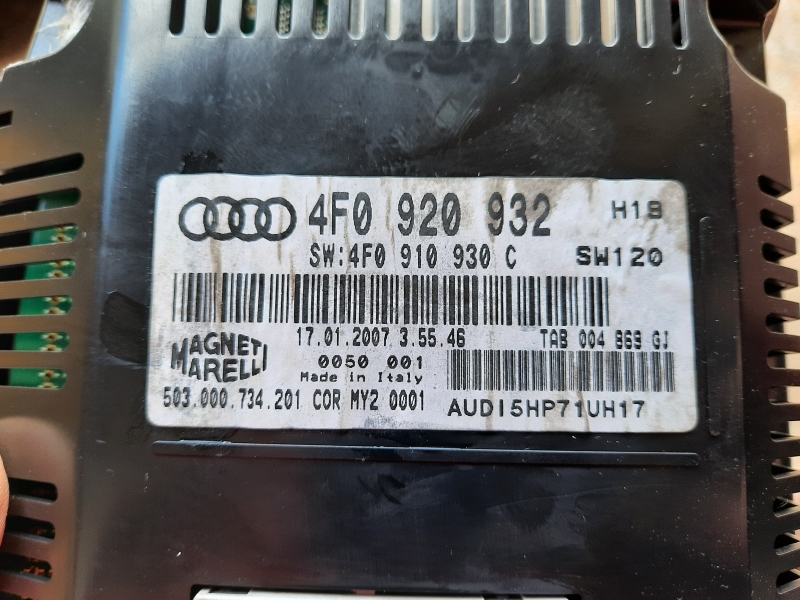 4F0 920 932 H18
SW:4F0 910 930 C SW120
17.01.2007 3.55.46 TAB 004 869 GJ
MAGNETI MARELLI
0050 001
Made in Italy
503.000.734.201 COR MY2 0001
AUDI5HP71UH17